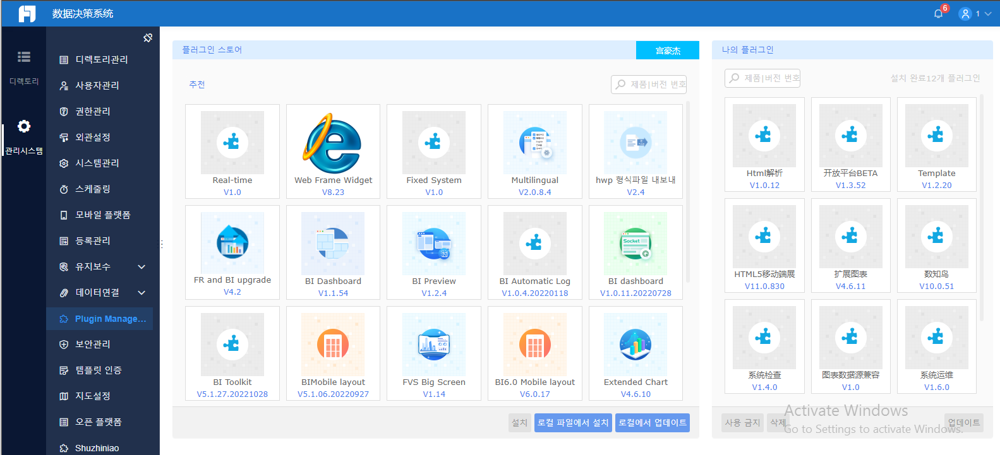 数据决策系统
6
1
디렉토리
관리시스템
디렉토리관리
사용자관리
권한관리
외관설정
시스템관리
스케줄링
모바일 플랫폼
등록관리
유지보수
데이터연결
Plugin Manage...
보안관리
템플릿 인증
지도설정
오픈 플랫폼
Shuzhiniao
플러그인 스토어
富豪杰
추천
제품|버전 번호
Real-time
V1.0
Web Frame Widget
V8.23
Fixed System
V1.0
Multilingual
V2.0.8.4
hwp 형식파일 내보내
V2.4
FR and BI upgrade
V4.2
BI Dashboard
V1.1.54
BI Preview
V1.2.4
BI Automatic Log
V1.0.4.20220118
Socket
BI dashboard
V1.0.11.20220728
BI Toolkit
V5.1.27.20221028
BIMobile layout
V5.1.06.20220927
FVS Big Screen
V1.14
BI6.0 Mobile layout
V6.0.17
Extended Chart
V4.6.10
설치
로컬 파일에서 설치
로컬에서 업데이트
나의 플러그인
제품|버전 번호
설치 완료12개 플러그인
Html解析
V1.0.12
开放平台BETA
V1.3.52
Template
V1.2.20
HTML5移动端展
V11.0.830
扩展图表
V4.6.11
数知鸟
V10.0.51
系统检查
V1.4.0
图表数据源兼容
V1.0
系统运维
V1.6.0
사용 금지
삭제
업데이트
Activate Windows
Go to Settings to activate Windows.